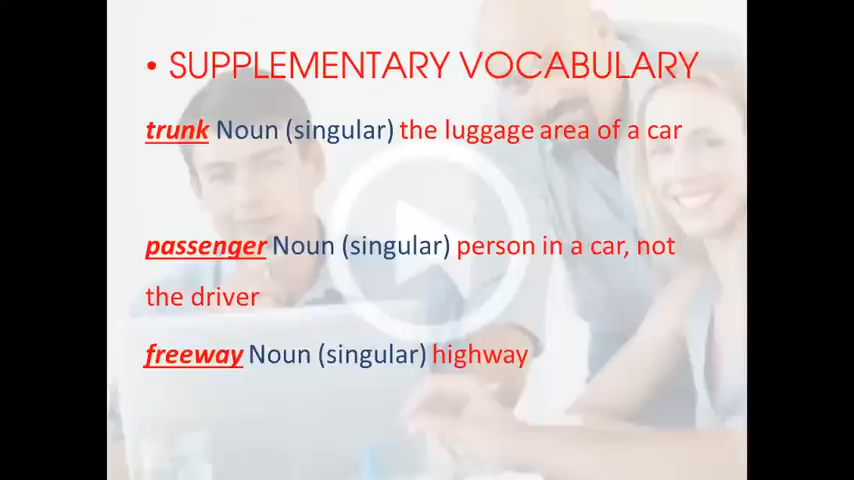 • SUPPLEMENTARY VOCABULARY
trunk Noun (singular) the luggage area of a car
passenger Noun (singular) person in a car, not
the driver
freeway Noun (singular) highway